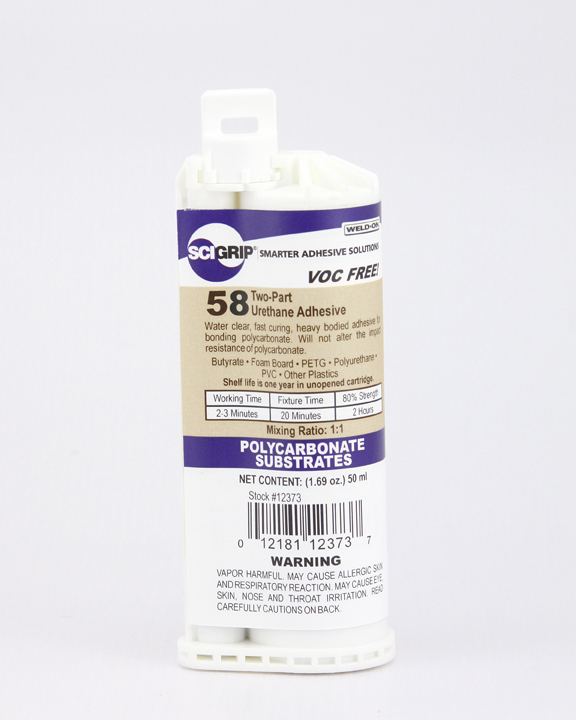 WELD-ON
SCIGRIP® SMARTER ADHESIVE SOLUTIONS
VOC FREE!
58 Two-Part
Urethane Adhesive
Water clear, fast curing, heavy bodied adhesive for
bonding polycarbonate. Will not alter the impact
resistance of polycarbonate.
Butyrate • Foam Board • PETG • Polyurethane •
PVC • Other Plastics
Shelf life is one year in unopened cartridge.
Working Time Fixture Time 80% Strength
2-3 Minutes 20 Minutes 2 Hours
Mixing Ratio: 1:1
POLYCARBONATE
SUBSTRATES
NET CONTENT: (1.69 oz.) 50 ml
Stock #12373
0 12181 12373 7
WARNING
VAPOR HARMFUL. MAY CAUSE ALLERGIC SKIN
AND RESPIRATORY REACTION. MAY CAUSE EYE,
SKIN, NOSE AND THROAT IRRITATION. READ
CAREFULLY CAUTIONS ON BACK.